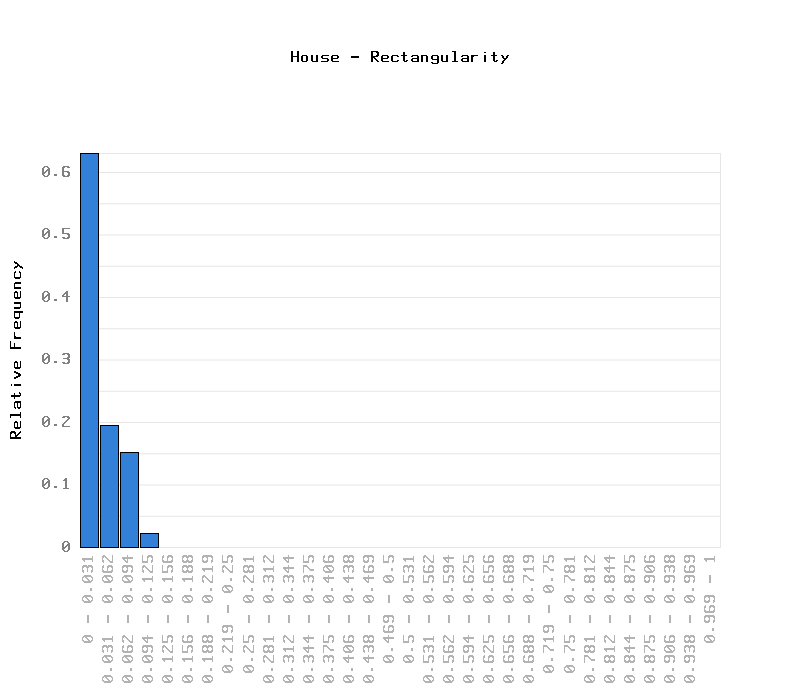 House - Rectangularity
Relative Frequency
0.6
0.5
0.4
0.3
0.2
0.1
0
0 - 0.031
0.031 - 0.062
0.062 - 0.094
0.094 - 0.125
0.125 - 0.156
0.156 - 0.188
0.188 - 0.219
0.219 - 0.25
0.25 - 0.281
0.281 - 0.312
0.312 - 0.344
0.344 - 0.375
0.375 - 0.406
0.406 - 0.438
0.438 - 0.469
0.469 - 0.5
0.5 - 0.531
0.531 - 0.562
0.562 - 0.594
0.594 - 0.625
0.625 - 0.656
0.656 - 0.688
0.688 - 0.719
0.719 - 0.75
0.75 - 0.781
0.781 - 0.812
0.812 - 0.844
0.844 - 0.875
0.875 - 0.906
0.906 - 0.938
0.938 - 0.969
0.969 - 1